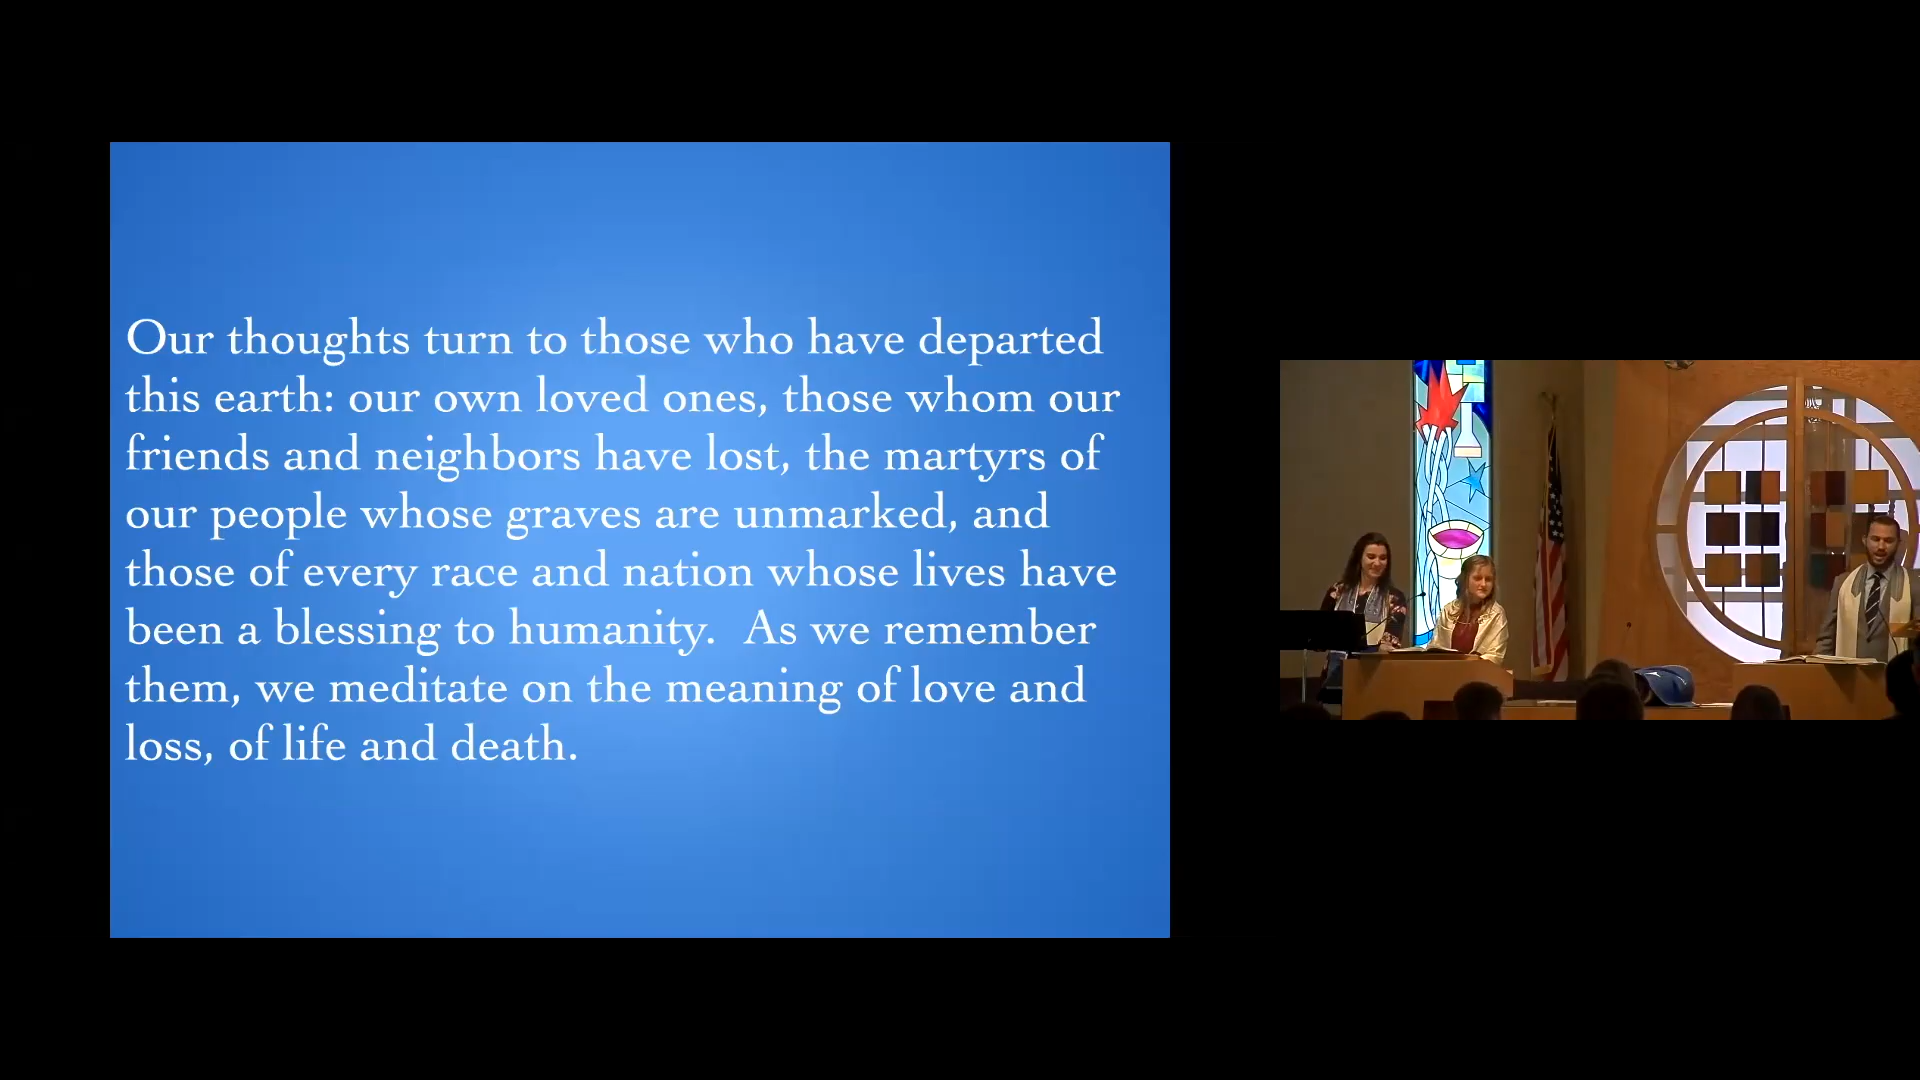 Our thoughts turn to those who have departed
this earth: our own loved ones, those whom our
friends and neighbors have lost, the martyrs of
our people whose graves are unmarked, and
those of every race and nation whose lives have
been a blessing to humanity.  As we remember
them, we meditate on the meaning of love and
loss, of life and death.